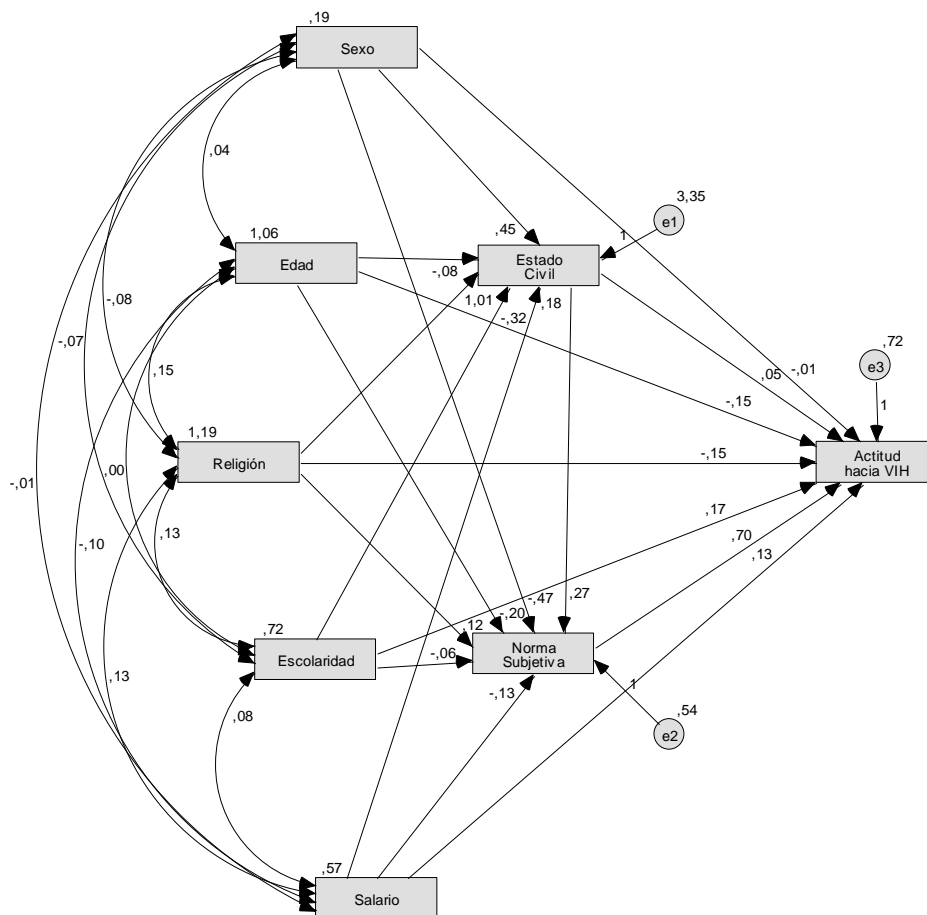 ,19
Sexo
,04
3,35
e1
1,06
,45
1
Edad
-,08
Estado
Civil
1,01
-,32
,18
-,08
-,07
,15
,72
e3
,05
-,01
-,15
1
1,19
Religión
-,15
Actitud
hacia VIH
-,01
,00
,13
-,10
,17
,70
,13
,27
-,47
-,20
,12
,72
Escolaridad
-,06
Norma
Subjetiva
,13
1
-,13
,08
,54
e2
,57
Salario